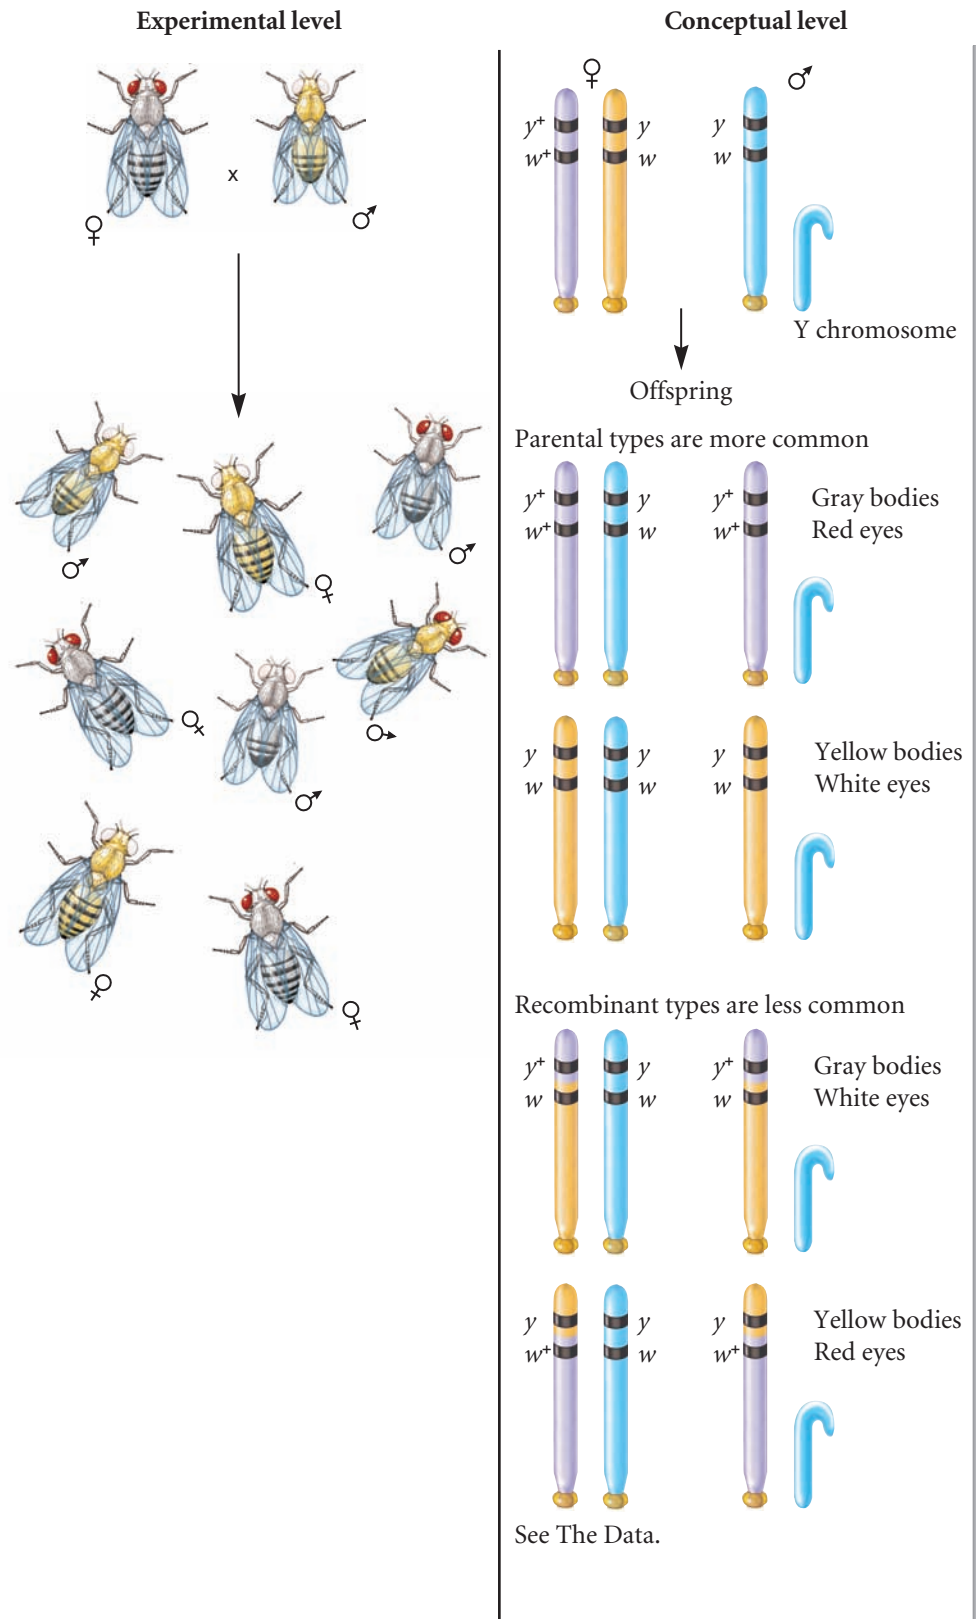 Experimental level
x
♀
♂
♂
♀
♂
♀
♂
♂
♀
♀
Conceptual level
♀
♂
y+ y y
w+ w w
Y chromosome
Offspring
Parental types are more common
y+ y y+ Gray bodies
w+ w w+ Red eyes
y y y Yellow bodies
w w w White eyes
Recombinant types are less common
y+ y y+ Gray bodies
w w w White eyes
y y y Yellow bodies
w+ w w+ Red eyes
See The Data.